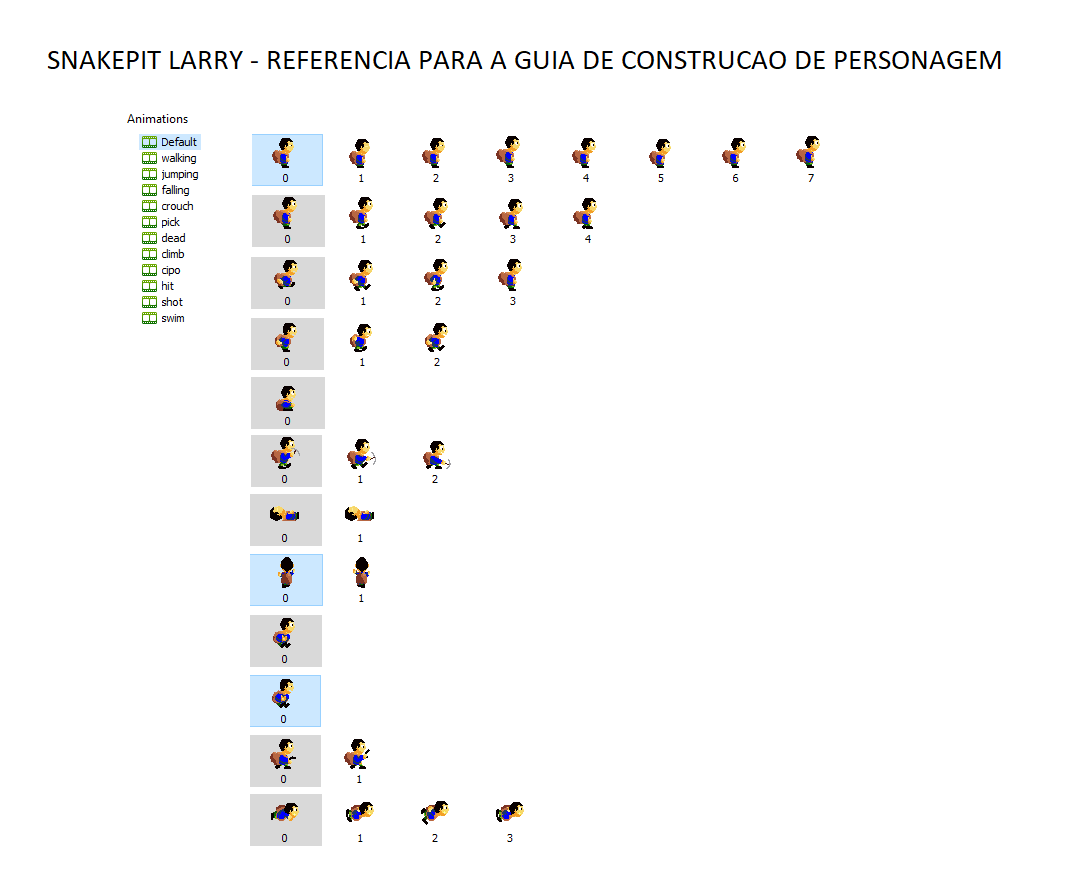 SNAKEPIT LARRY - REFERENCIA PARA A GUIA DE CONSTRUCAO DE PERSONAGEM
Animations
Default
walking
jumping
falling
crouch
pick
dead
climb
cipo
hit
shot
swim
0 1 2 3 4 5 6 7
0 1 2 3 4
0 1 2 3
0 1 2
0
0 1 2
0 1
0 1
0
0
0 1
0 1 2 3